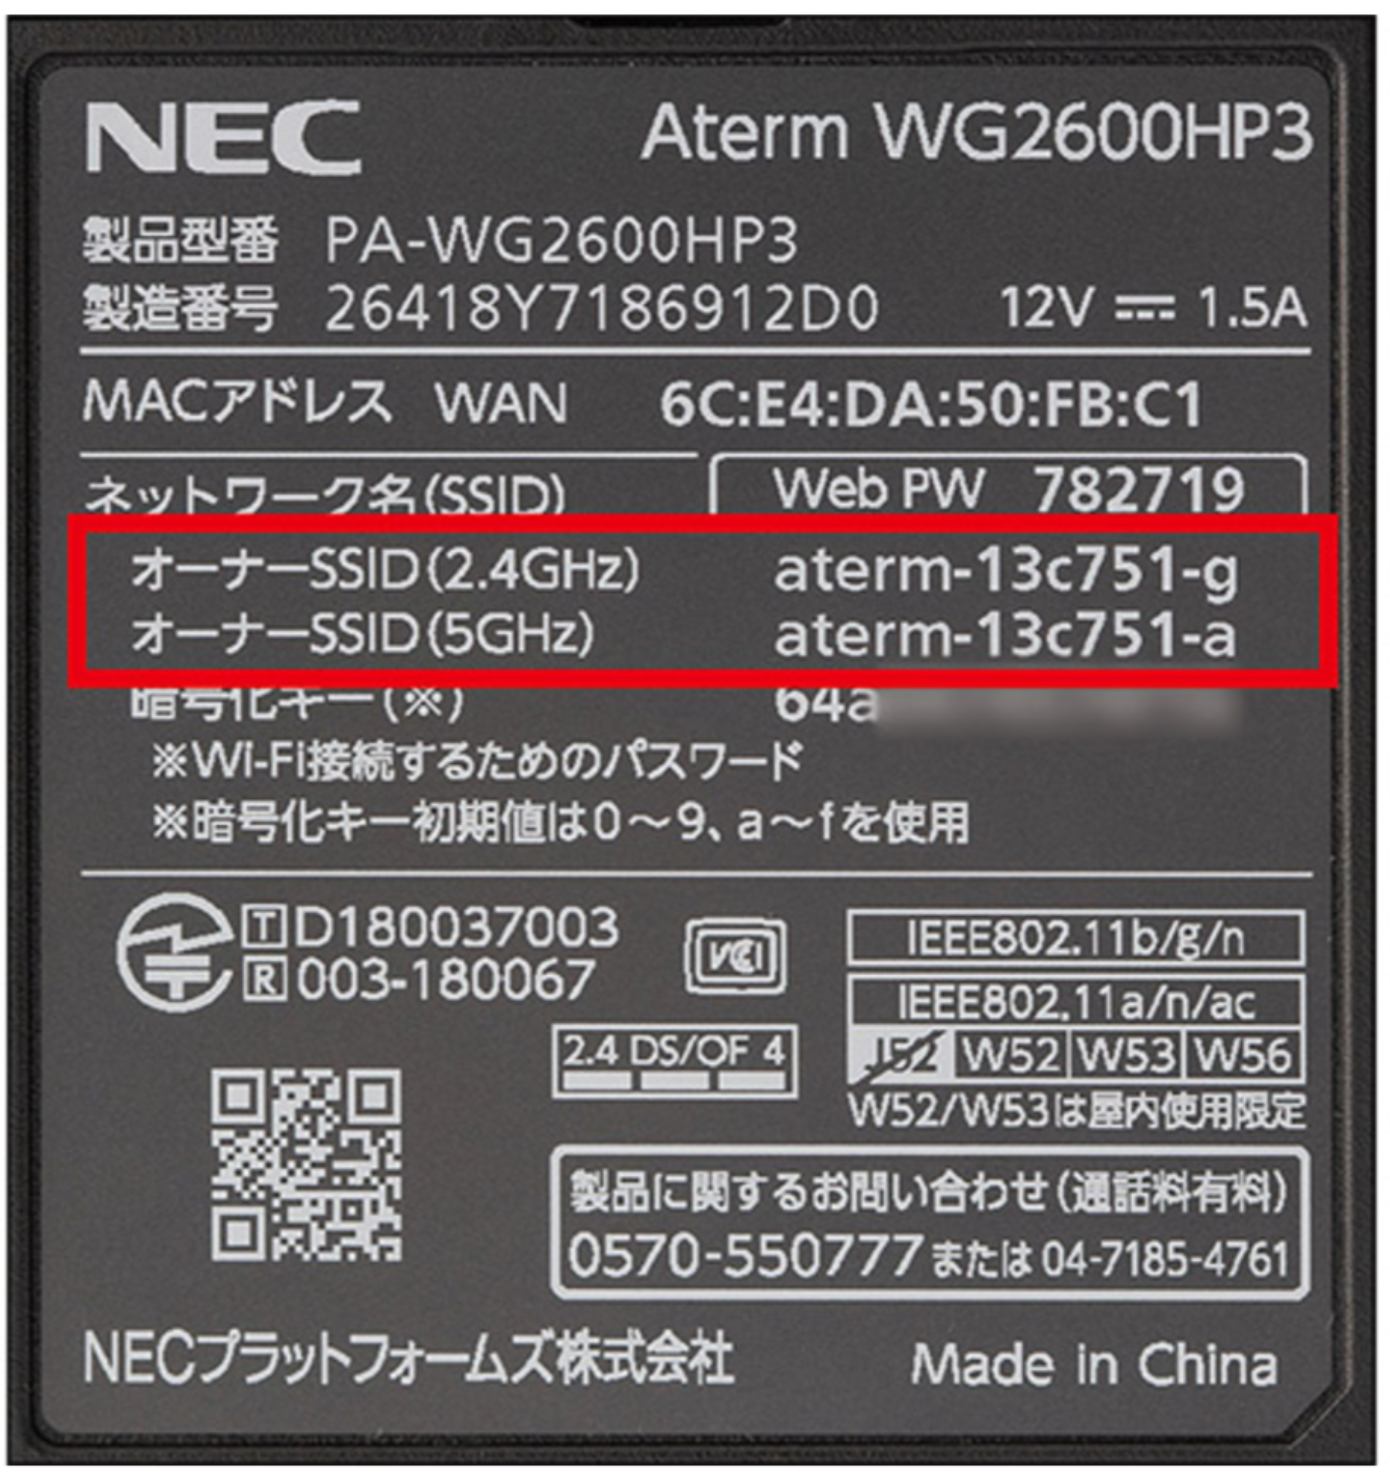 NEC Aterm WG2600HP3
製品型番 PA-WG2600HP3
製造番号 26418Y7186912D0 12V 1.5A
MACアドレス WAN 6C:E4:DA:50:FB:C1
ネットワーク名(SSID) Web PW 782719
オーナーSSID(2.4GHz) aterm-13c751-g
オーナーSSID(5GHz) aterm-13c751-a
暗号化キー(※) 64a
※Wi-Fi接続するためのパスワード
※暗号化キー初期値は0～9、a～fを使用
T D180037003
R 003-180067
VCCI
IEEE802.11b/g/n
IEEE802.11a/n/ac
2.4 DS/OF 4
J52 W52 W53 W56
W52/W53は屋内使用限定
製品に関するお問い合わせ(通話料有料)
0570-550777または04-7185-4761
NECプラットフォームズ株式会社 Made in China